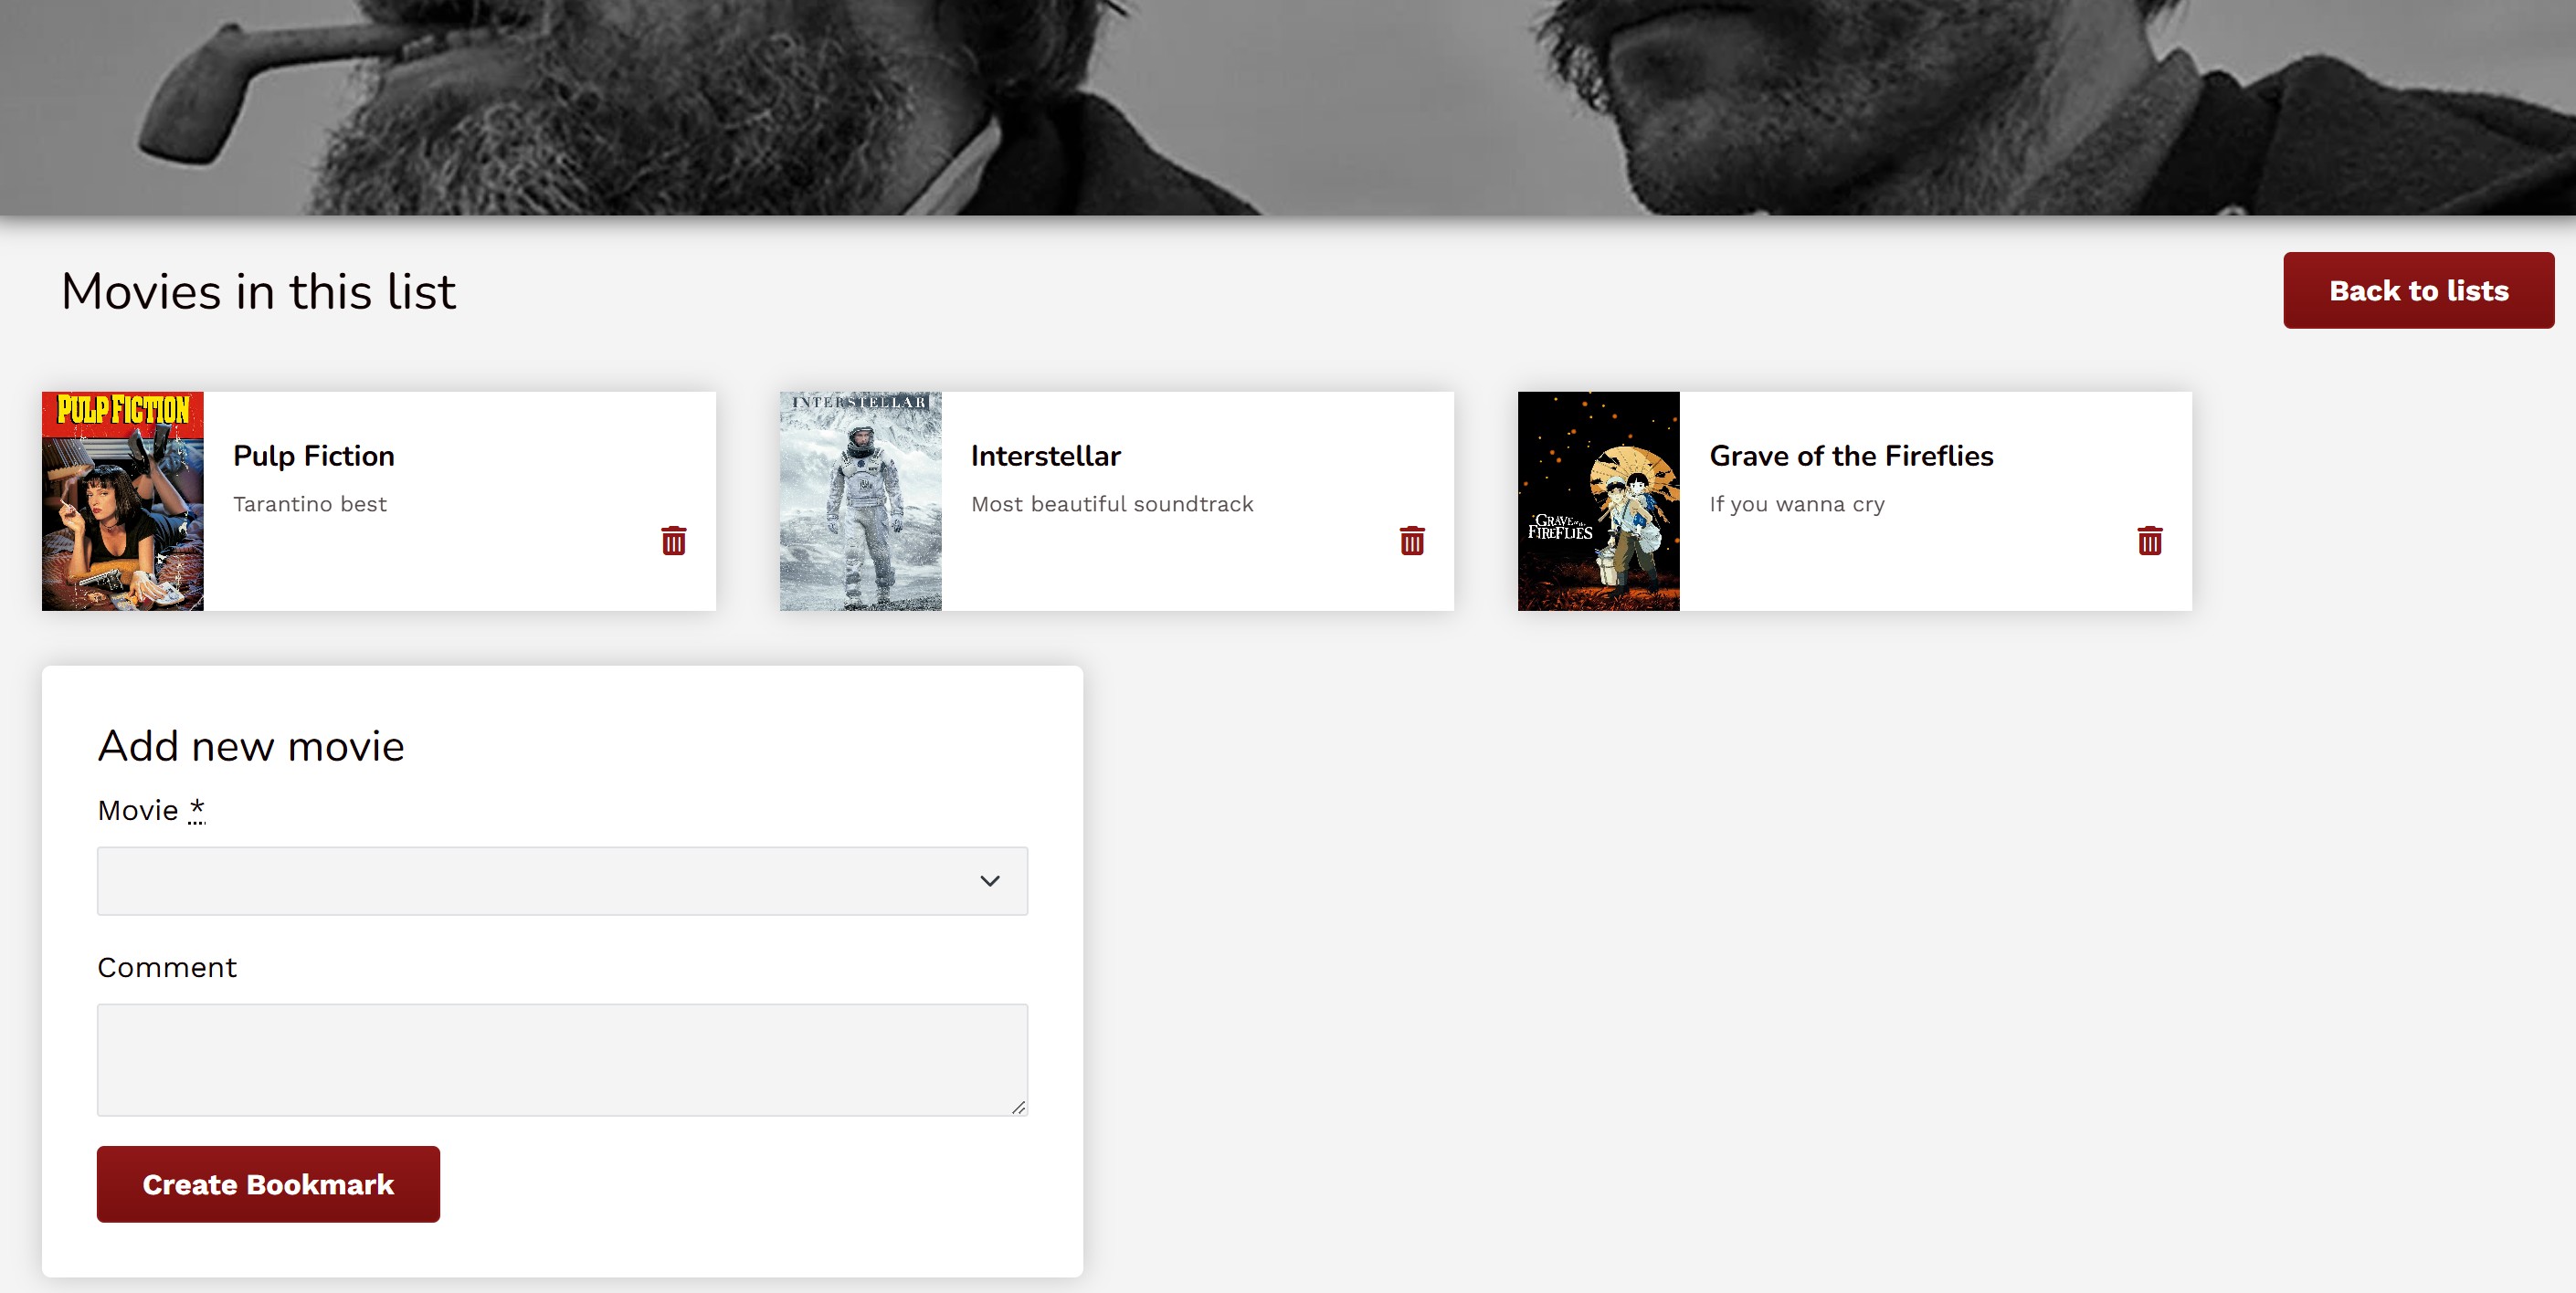 Movies in this list
Back to lists
PULP FICTION
Pulp Fiction
Tarantino best
INTERSTELLAR
Interstellar
Most beautiful soundtrack
GRAVE OF THE
FIREFLIES
Grave of the Fireflies
If you wanna cry
Add new movie
Movie *
Comment
Create Bookmark